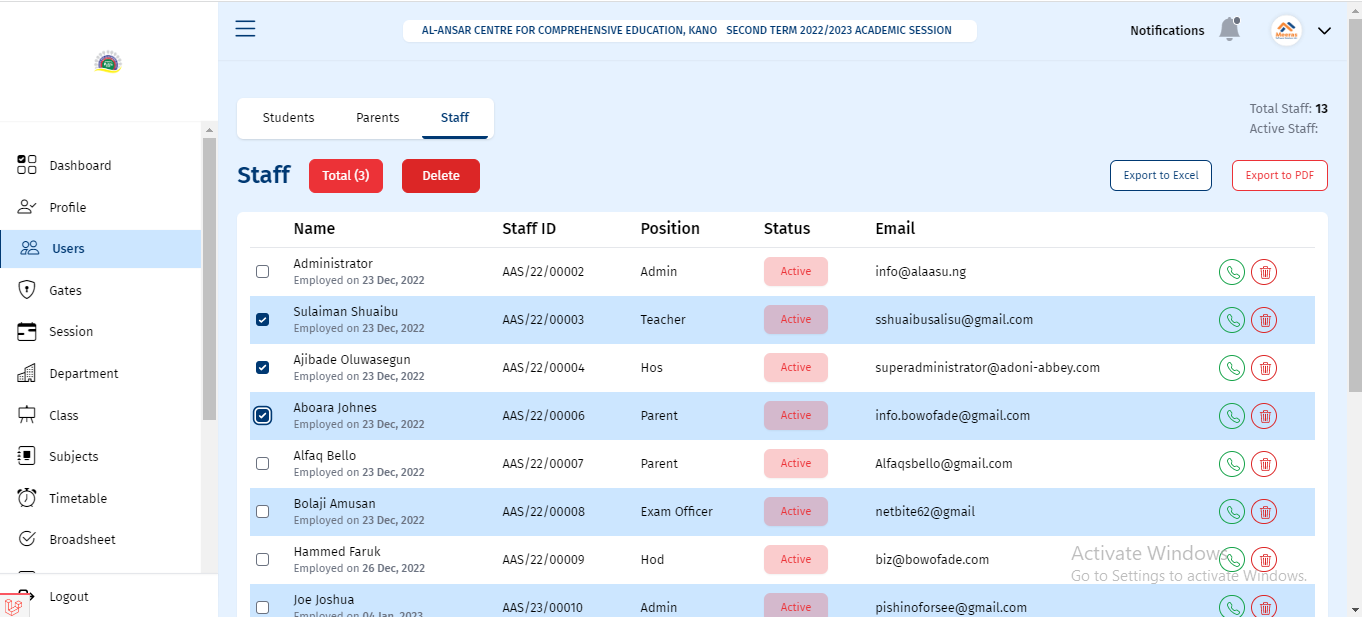 AL-ANSAR CENTRE FOR COMPREHENSIVE EDUCATION, KANO SECOND TERM 2022/2023 ACADEMIC SESSION
Notifications
Students Parents Staff
Total Staff: 13
Active Staff:
Staff Total (3) Delete
Export to Excel Export to PDF
Dashboard
Profile
Users
Gates
Session
Department
Class
Subjects
Timetable
Broadsheet
Logout
Name Staff ID Position Status Email
Administrator
Employed on 23 Dec, 2022
AAS/22/00002 Admin Active info@alaasu.ng
Sulaiman Shuaibu
Employed on 23 Dec, 2022
AAS/22/00003 Teacher Active sshuaibusalisu@gmail.com
Ajibade Oluwasegun
Employed on 23 Dec, 2022
AAS/22/00004 Hos Active superadministrator@adoni-abbey.com
Aboara Johnes
Employed on 23 Dec, 2022
AAS/22/00006 Parent Active info.bowofade@gmail.com
Alfaq Bello
Employed on 23 Dec, 2022
AAS/22/00007 Parent Active Alfaqsbello@gmail.com
Bolaji Amusan
Employed on 23 Dec, 2022
AAS/22/00008 Exam Officer Active netbite62@gmail
Hammed Faruk
Employed on 26 Dec, 2022
AAS/22/00009 Hod Active biz@bowofade.com
Joe Joshua
Employed on 04 Jan, 2023
AAS/23/00010 Admin Active pishinoforsee@gmail.com
Activate Windows
Go to Settings to activate Windows.